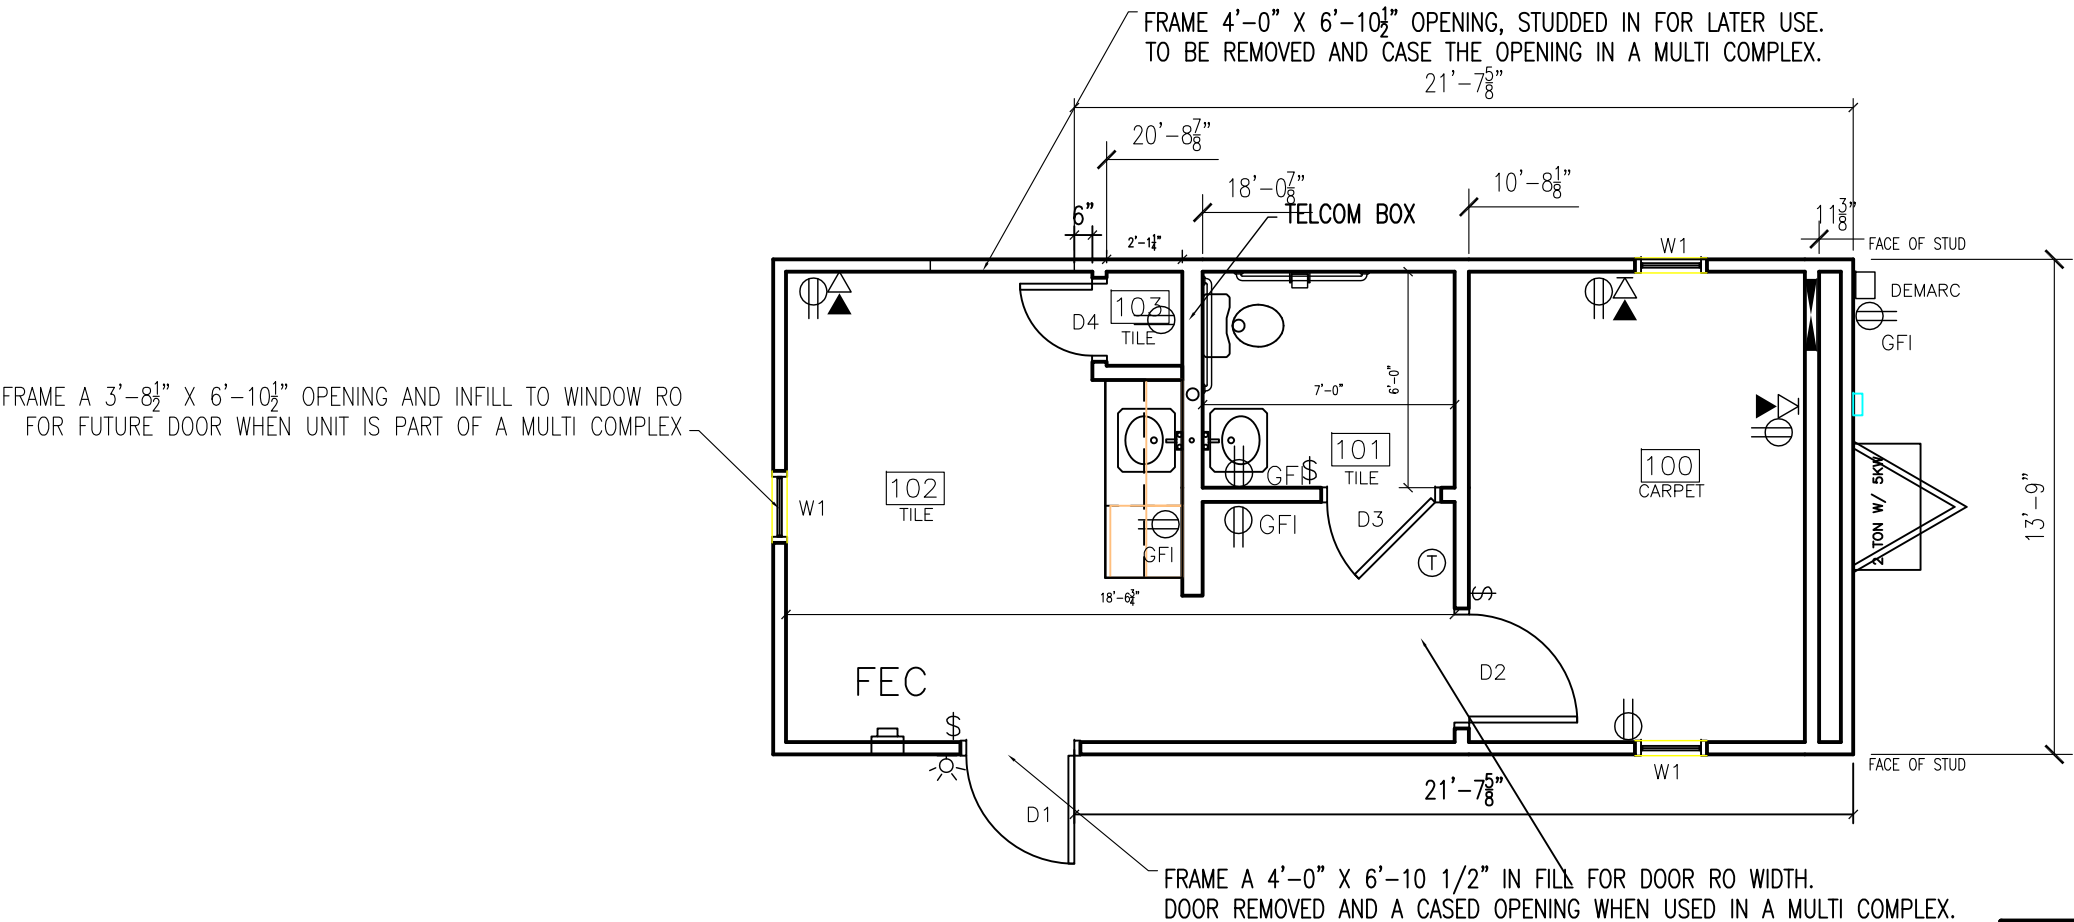 FRAME 4'-0" X 6'-10½" OPENING, STUDDED IN FOR LATER USE.
TO BE REMOVED AND CASE THE OPENING IN A MULTI COMPLEX.
21'-7⅝"
20'-8⅞"
18'-0⅞"
10'-8⅛"
6"
TELCOM BOX
11⅜"
2'-1¼"
W1
FACE OF STUD
DEMARC
GFI
103
TILE
D4
7'-0"
6'-0"
FRAME A 3'-8½" X 6'-10½" OPENING AND INFILL TO WINDOW RO
FOR FUTURE DOOR WHEN UNIT IS PART OF A MULTI COMPLEX
101
TILE
100
CARPET
GFI
$
102
TILE
W1
2 TON W/ 5KW
13'-9"
D3
GFI
GFI
T
18'-6¾"
$
FEC
D2
$
W1
FACE OF STUD
21'-7⅝"
D1
FRAME A 4'-0" X 6'-10 1/2" IN FILL FOR DOOR RO WIDTH.
DOOR REMOVED AND A CASED OPENING WHEN USED IN A MULTI COMPLEX.